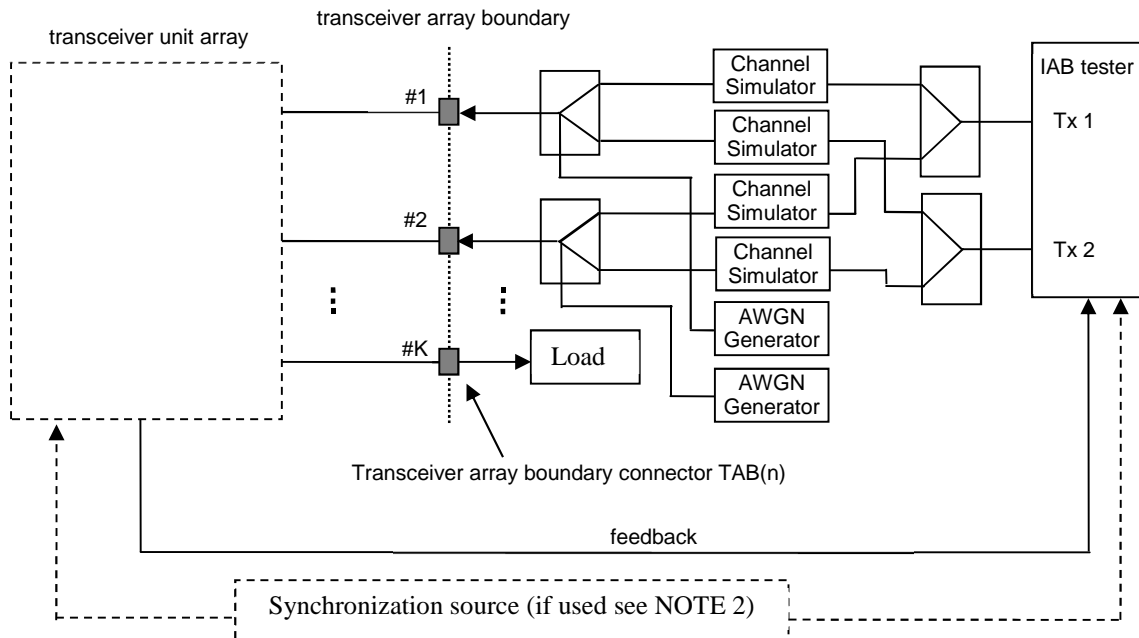 transceiver array boundary
transceiver unit array
#1
#2
#K
Channel
Simulator
Channel
Simulator
Channel
Simulator
Channel
Simulator
AWGN
Generator
AWGN
Generator
Load
IAB tester
Tx 1
Tx 2
Transceiver array boundary connector TAB(n)
feedback
Synchronization source (if used see NOTE 2)